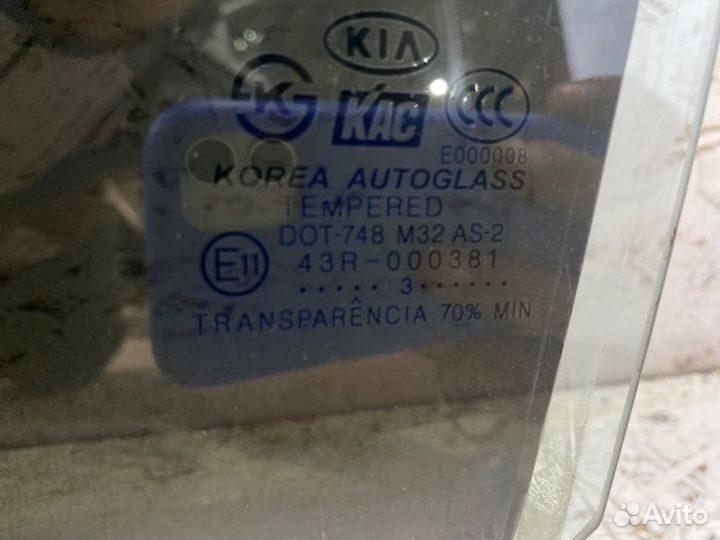 KIA
K
KAC
CCC
E000008
KOREA AUTOGLASS
TEMPERED
DOT-748 M32 AS-2
E11
43R-000381
..... 3......
TRANSPARÊNCIA 70% MIN.
Avito